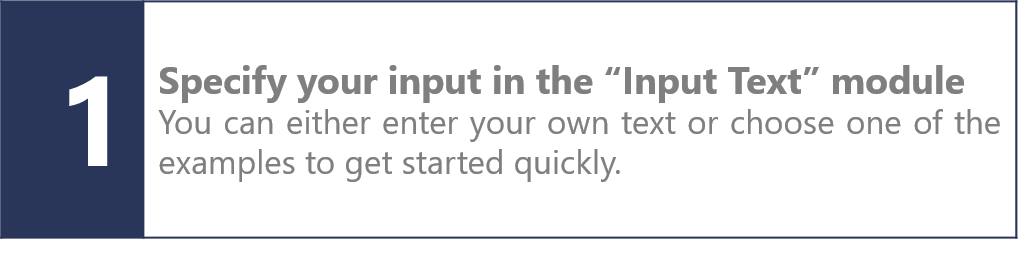 1
Specify your input in the “Input Text” module
You can either enter your own text or choose one of the
examples to get started quickly.